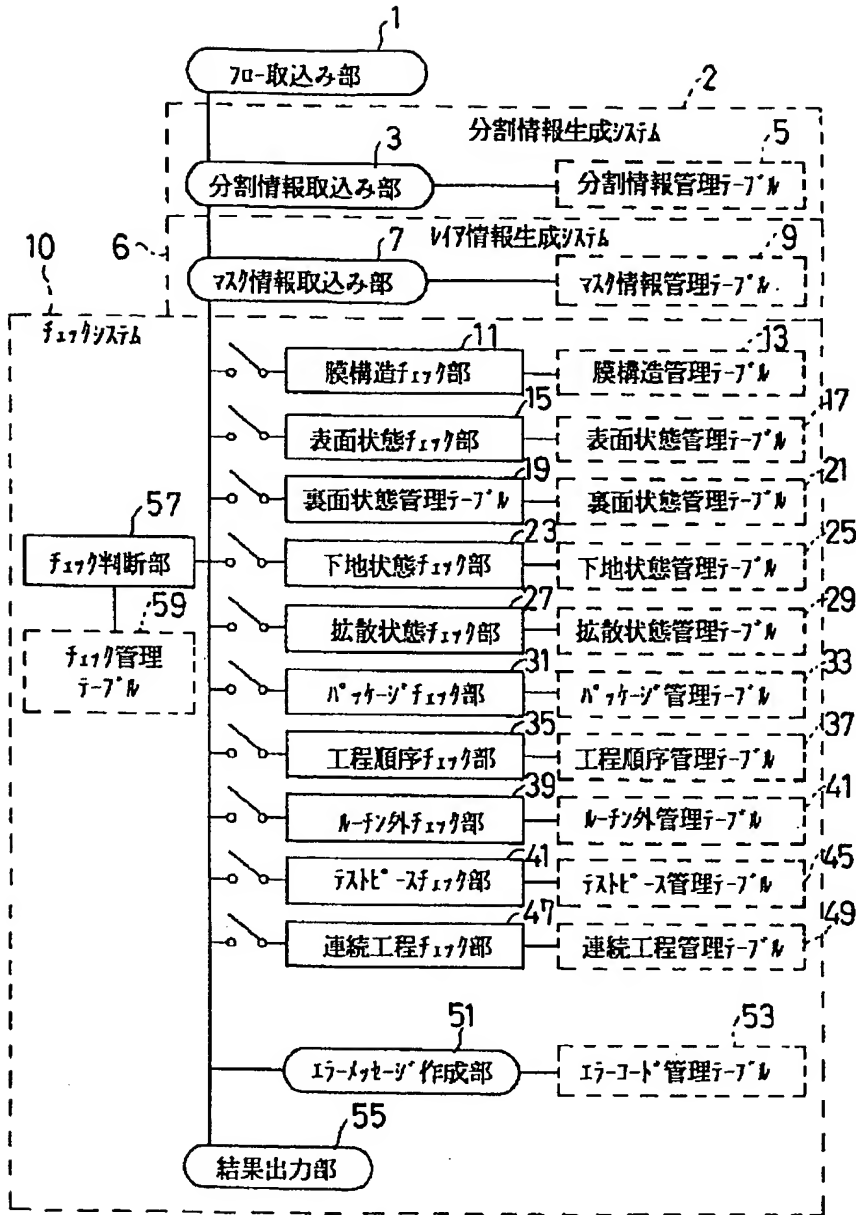 1
フロー取込み部
2
分割情報生成システム
3
5
分割情報取込み部
分割情報管理テーブル
6
レイア情報生成システム
10
7
9
マスク情報取込み部
マスク情報管理テーブル
チェックシステム
11
13
膜構造チェック部
膜構造管理テーブル
15
17
表面状態チェック部
表面状態管理テーブル
19
21
裏面状態管理テーブル
裏面状態管理テーブル
57
23
25
チェック判断部
下地状態チェック部
下地状態管理テーブル
59
27
29
チェック管理
テーブル
拡散状態チェック部
拡散状態管理テーブル
31
33
パッケージチェック部
パッケージ管理テーブル
35
37
工程順序チェック部
工程順序管理テーブル
39
41
ルーチン外チェック部
ルーチン外管理テーブル
41
45
テストピースチェック部
テストピース管理テーブル
47
49
連続工程チェック部
連続工程管理テーブル
51
53
エラーメッセージ作成部
エラーコード管理テーブル
55
結果出力部